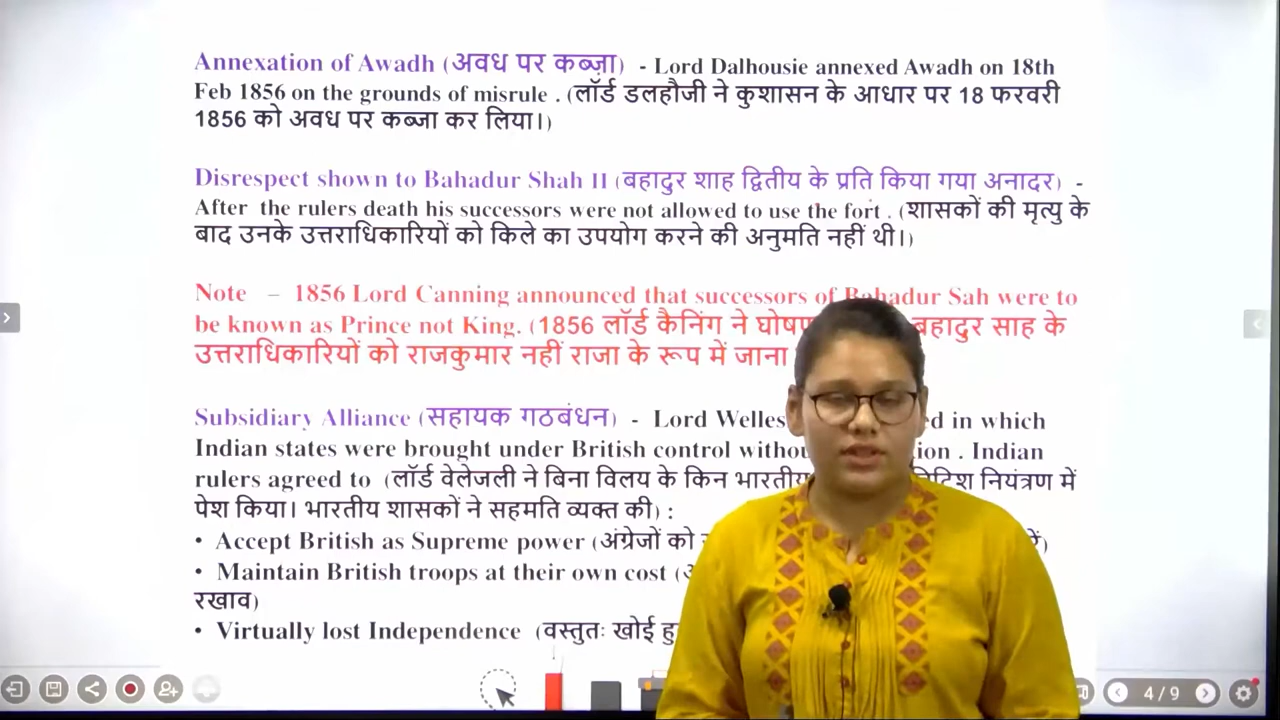 Annexation of Awadh (अवध पर कब्ज़ा) - Lord Dalhousie annexed Awadh on 18th
Feb 1856 on the grounds of misrule . (लॉर्ड डलहौजी ने कुशासन के आधार पर 18 फरवरी
1856 को अवध पर कब्जा कर लिया।)
Disrespect shown to Bahadur Shah II (बहादुर शाह द्वितीय के प्रति किया गया अनादर) -
After the rulers death his successors were not allowed to use the fort . (शासकों की मृत्यु के
बाद उनके उत्तराधिकारियों को किले का उपयोग करने की अनुमति नहीं थी।)
Note – 1856 Lord Canning announced that successors of Bahadur Sah were to
be known as Prince not King. (1856 लॉर्ड कैनिंग ने बहादुर साह के
उत्तराधिकारियों को राजकुमार नहीं राजा के रूप में जाना
Subsidiary Alliance (सहायक गठबंधन) - Lord in which
Indian states were brought under British control . Indian
rulers agreed to (लॉर्ड वेलेजली ने बिना विलय के किन नियंत्रण में
पेश किया। भारतीय शासकों ने सहमति व्यक्त की) :
• Accept British as Supreme power (अंग्रेजों को
• Maintain British troops at their own cost (
रखाव)
• Virtually lost Independence (वस्तुतः खोई
4/9